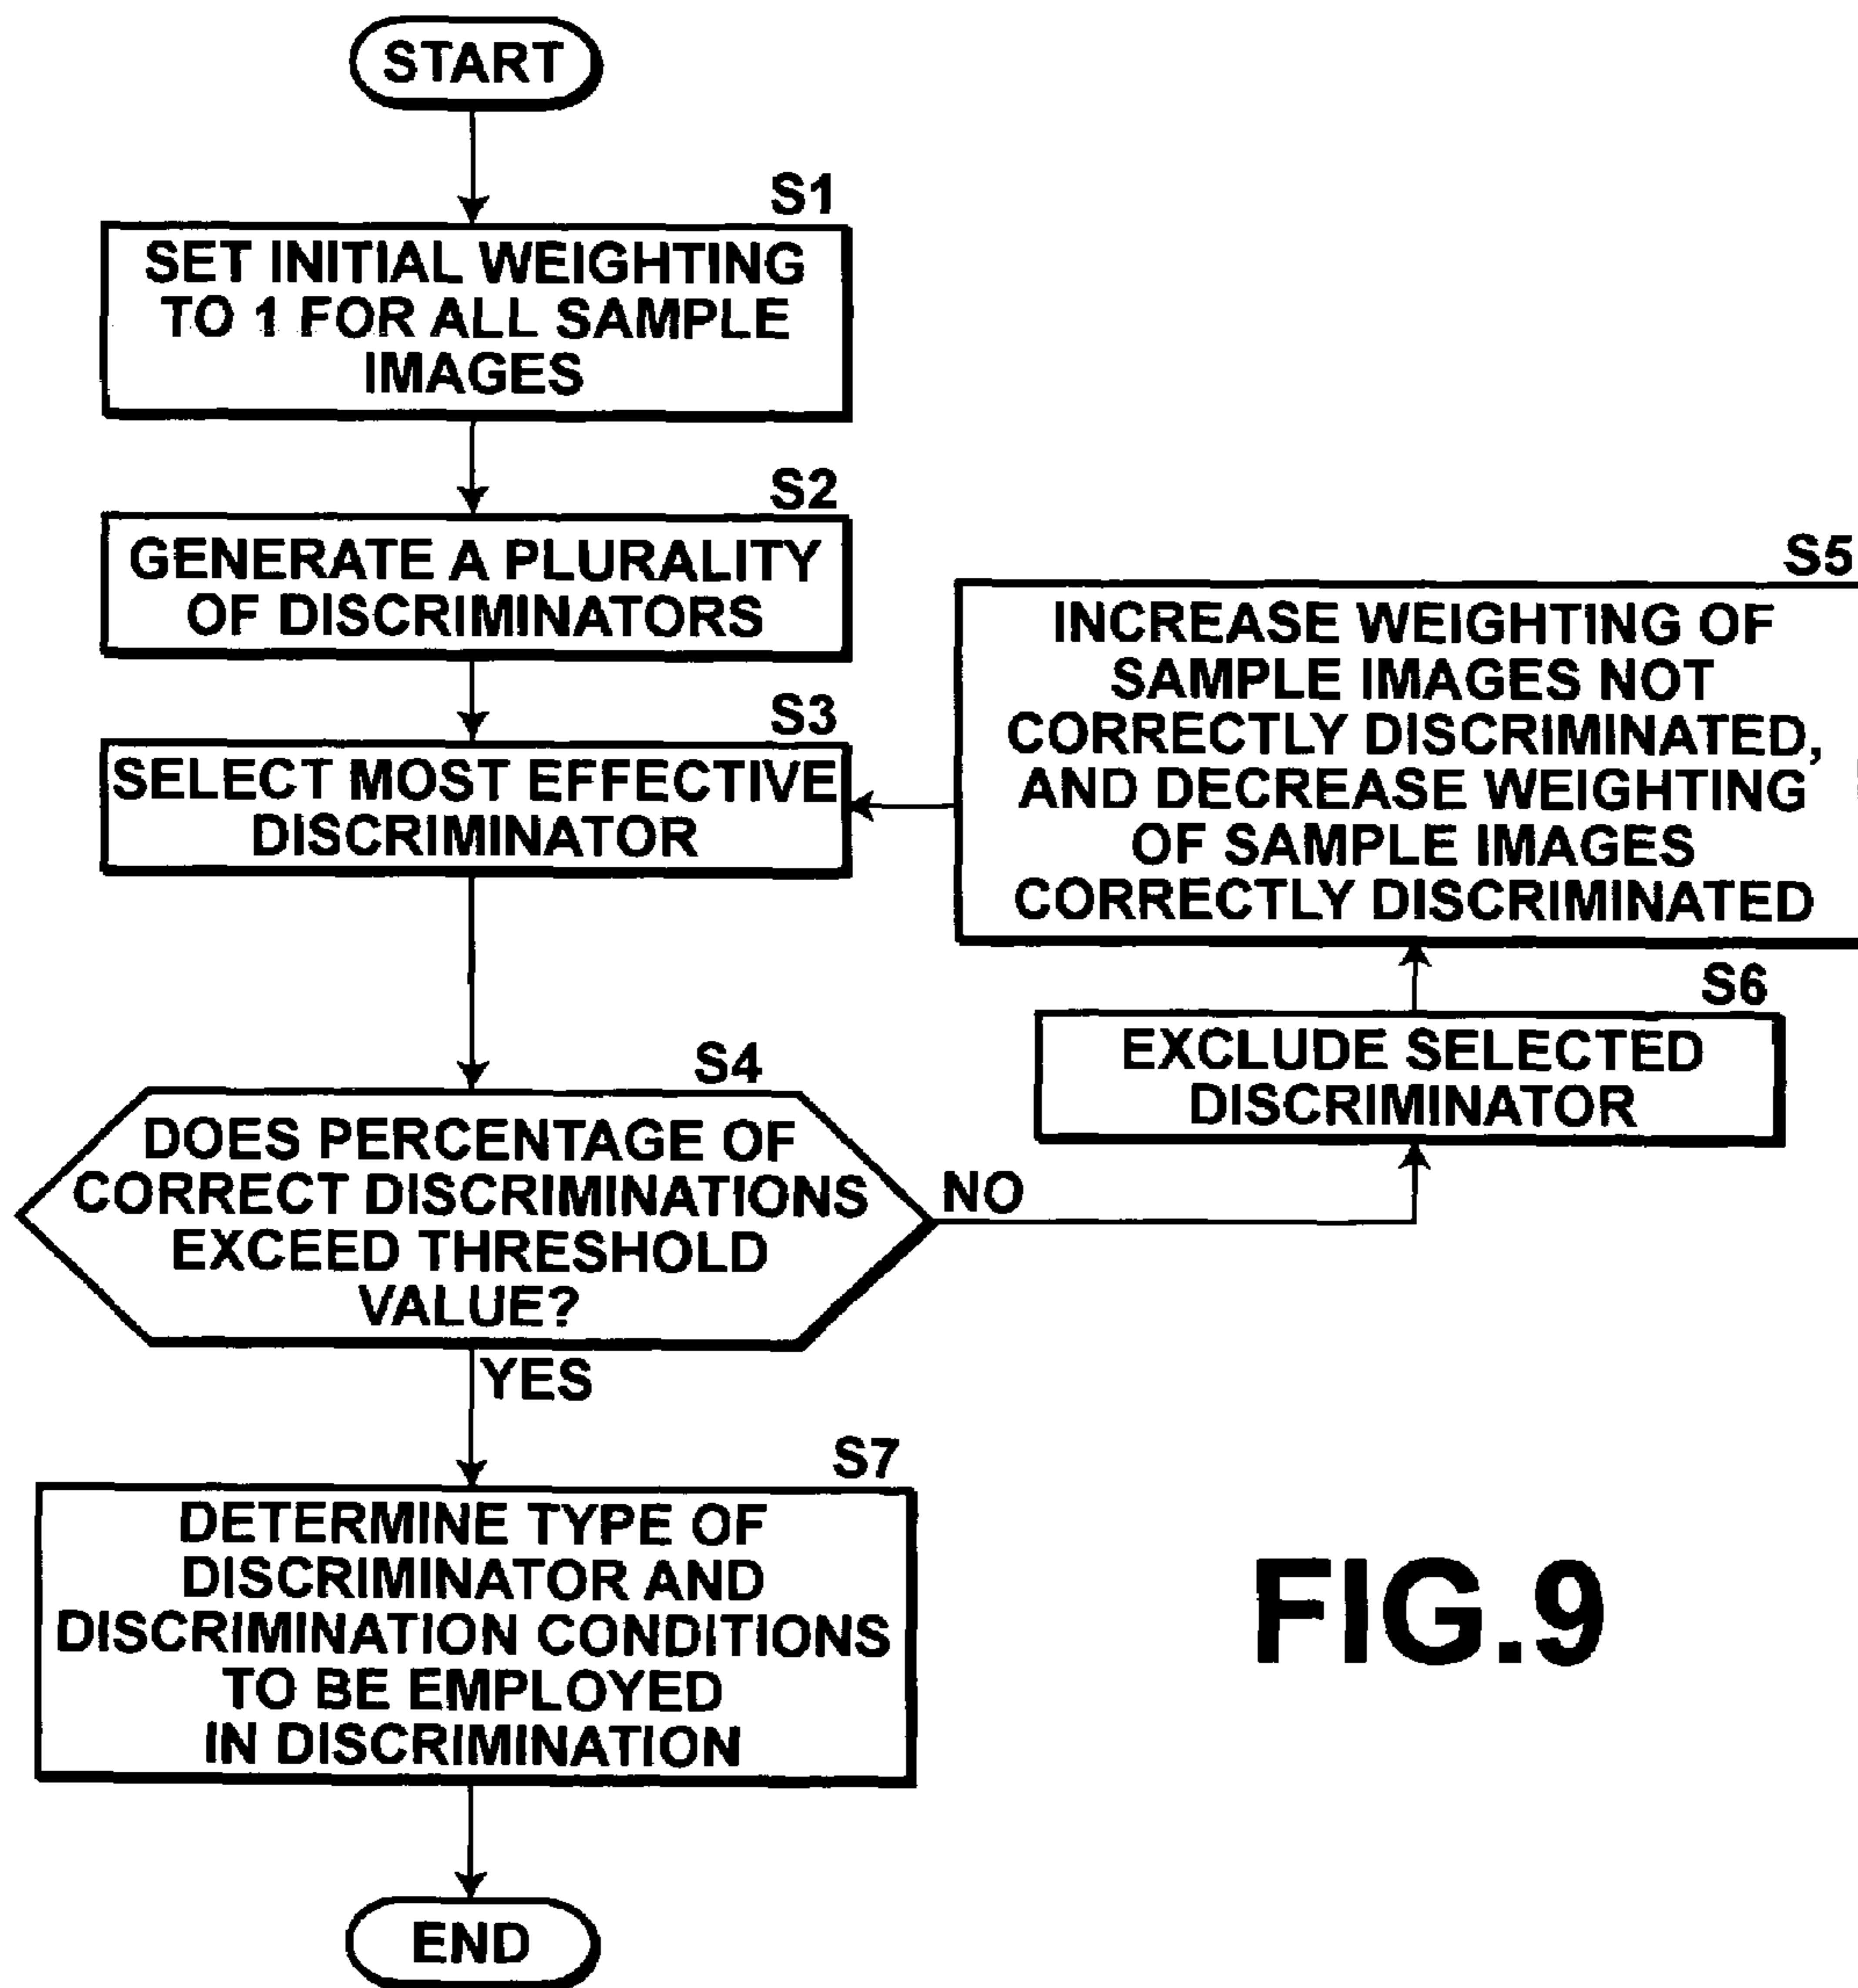 START
S1
SET INITIAL WEIGHTING
TO 1 FOR ALL SAMPLE
IMAGES
S2
GENERATE A PLURALITY
OF DISCRIMINATORS
S3
SELECT MOST EFFECTIVE
DISCRIMINATOR
S5
INCREASE WEIGHTING OF
SAMPLE IMAGES NOT
CORRECTLY DISCRIMINATED,
AND DECREASE WEIGHTING
OF SAMPLE IMAGES
CORRECTLY DISCRIMINATED
S6
EXCLUDE SELECTED
DISCRIMINATOR
S4
DOES PERCENTAGE OF
CORRECT DISCRIMINATIONS
EXCEED THRESHOLD
VALUE?
NO
YES
S7
DETERMINE TYPE OF
DISCRIMINATOR AND
DISCRIMINATION CONDITIONS
TO BE EMPLOYED
IN DISCRIMINATION
END
FIG.9